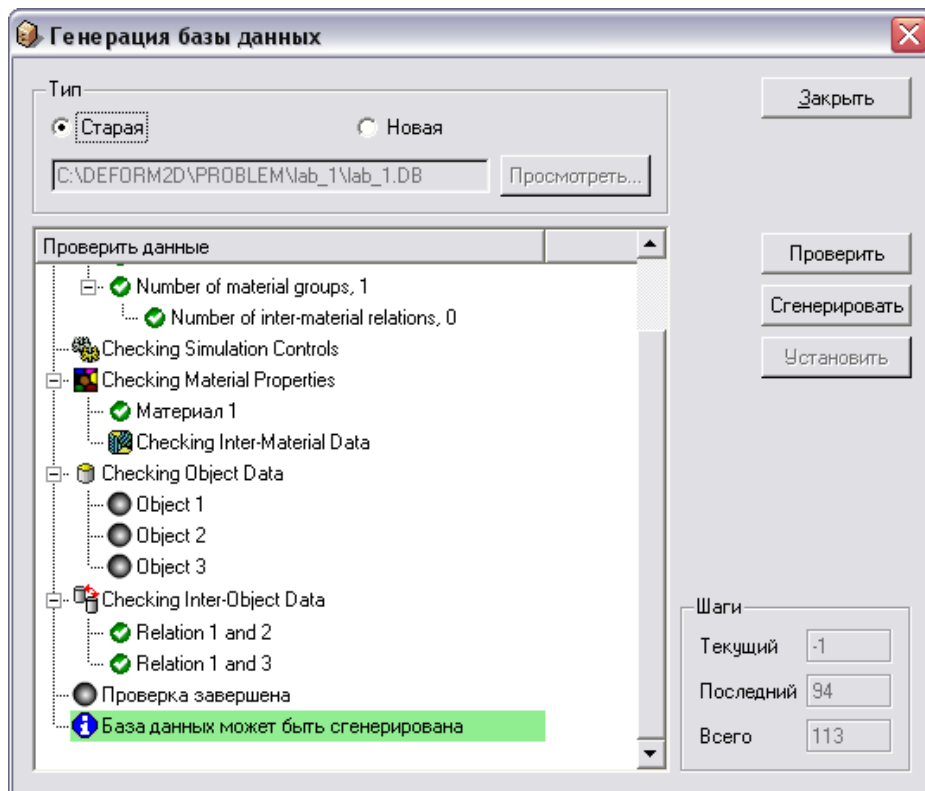 Генерация базы данных
Тип
Закрыть
Старая
Новая
C:\DEFORM2D\PROBLEM\lab_1\lab_1.DB
Просмотреть...
Проверить данные
Проверить
Number of material groups, 1
Сгенерировать
Number of inter-material relations, 0
Checking Simulation Controls
Установить
Checking Material Properties
Материал 1
Checking Inter-Material Data
Checking Object Data
Object 1
Object 2
Object 3
Checking Inter-Object Data
Шаги
Relation 1 and 2
Текущий -1
Relation 1 and 3
Последний 94
Проверка завершена
База данных может быть сгенерирована
Всего 113